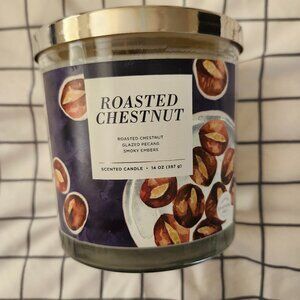 ROASTED
CHESTNUT
ROASTED CHESTNUT
GLAZED PECANS
SMOKY EMBERS
SCENTED CANDLE • 14 OZ (397 g)